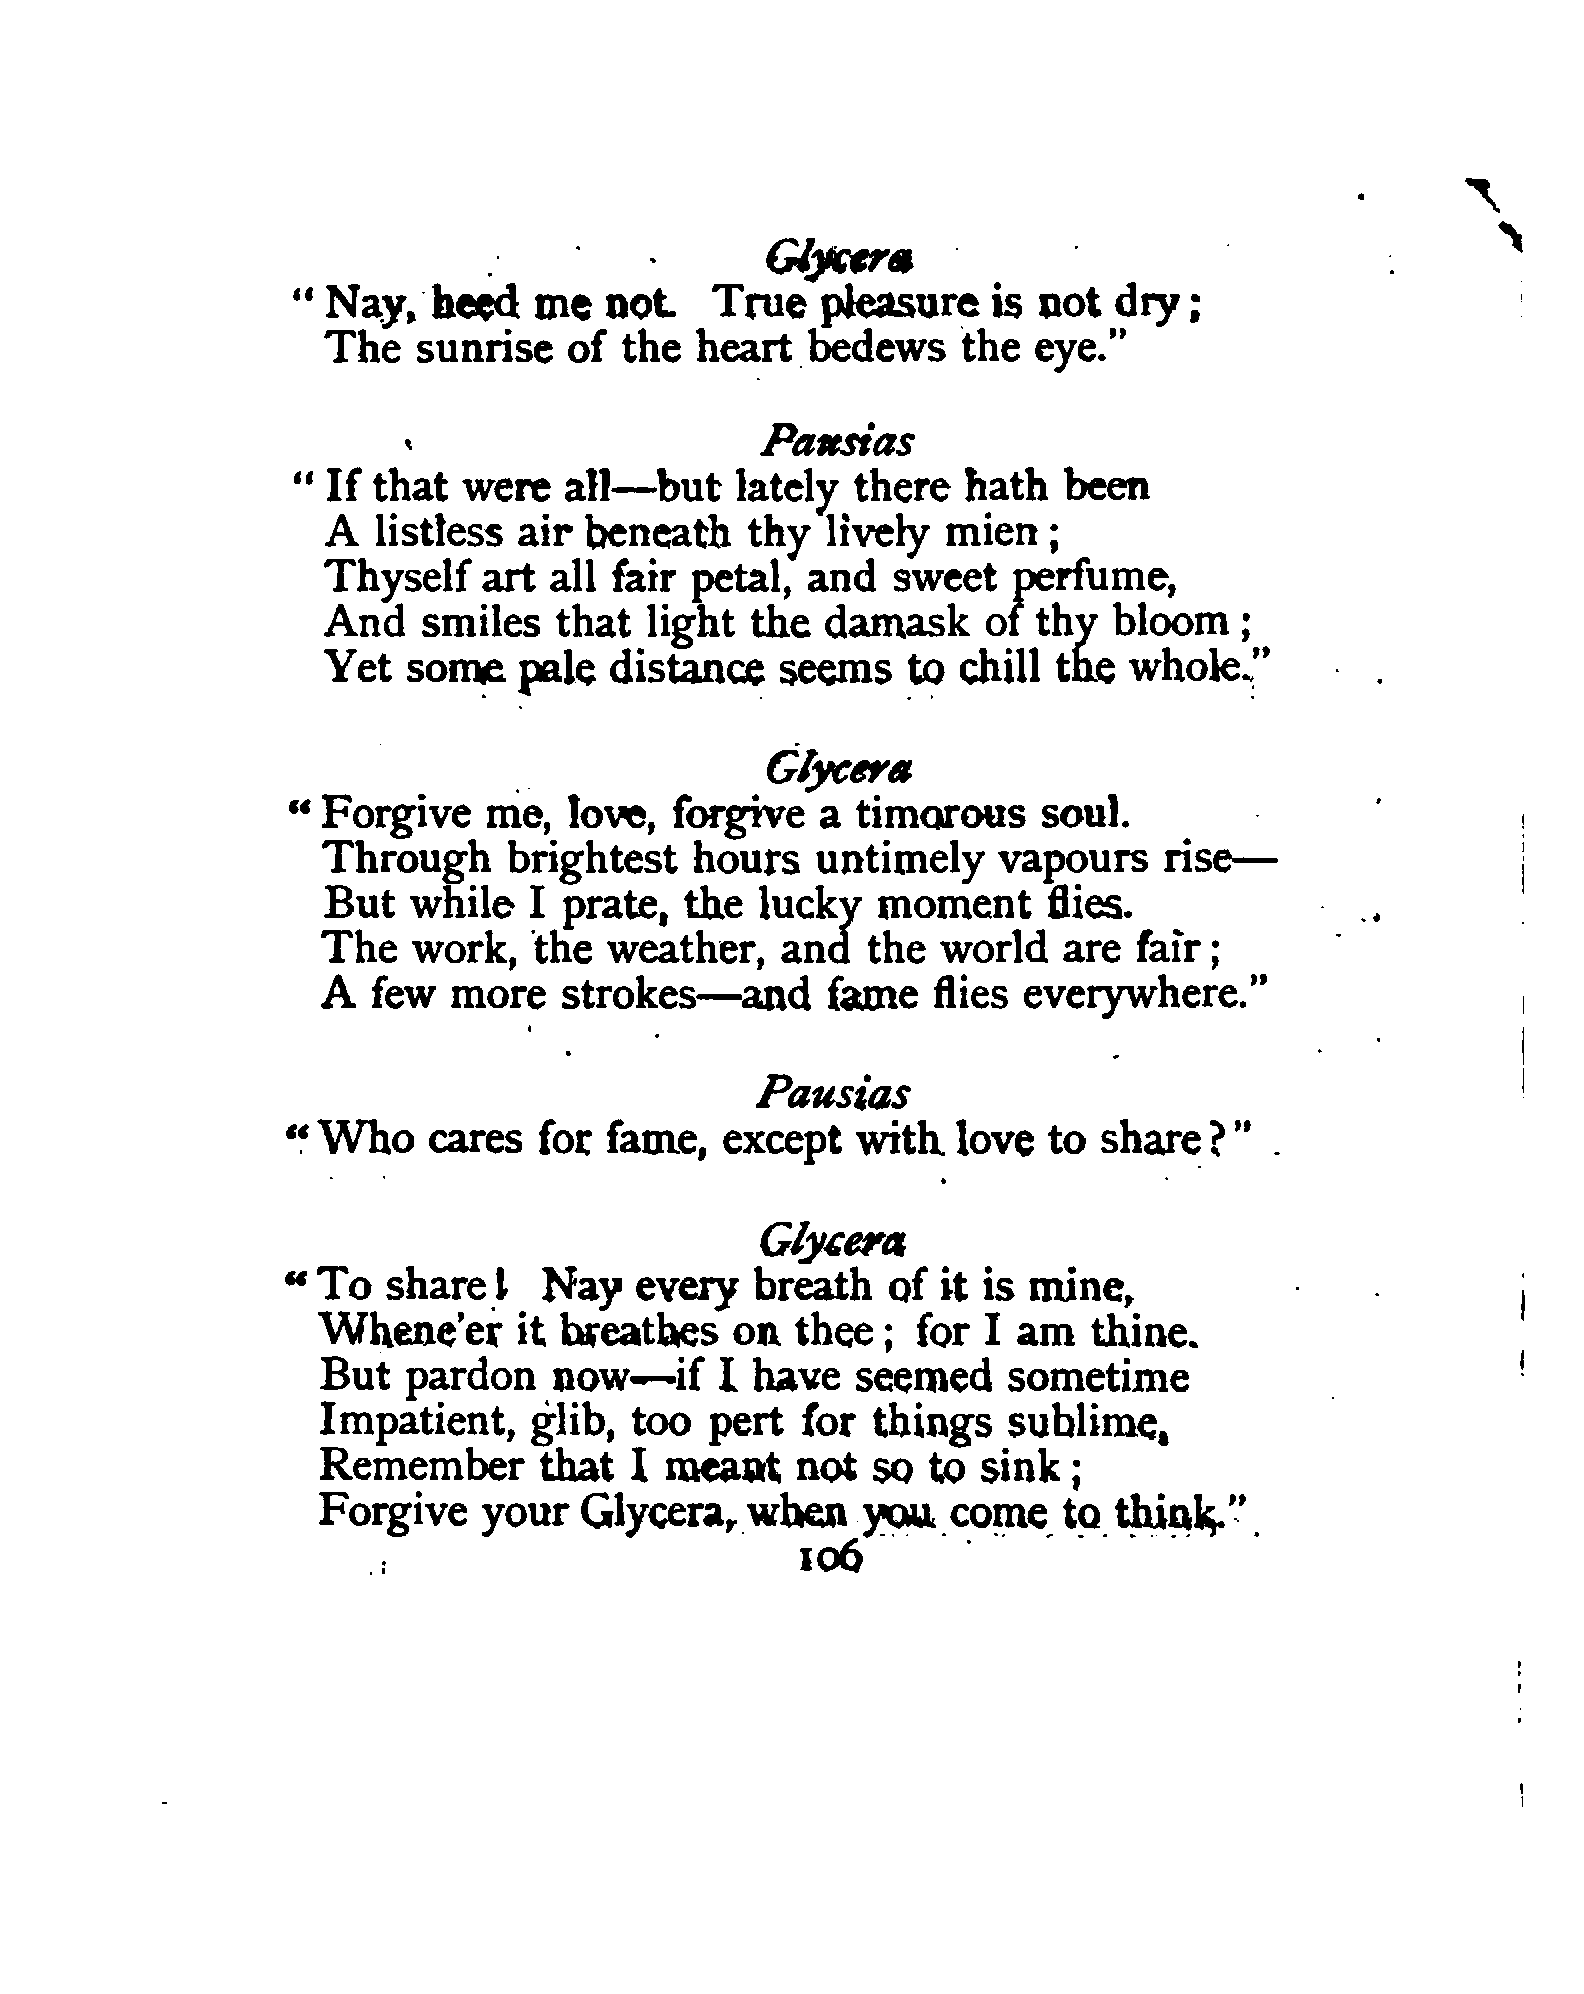 Glycera
“ Nay, heed me not. True pleasure is not dry ;
The sunrise of the heart bedews the eye.”
Pausias
“ If that were all—but lately there hath been
A listless air beneath thy lively mien ;
Thyself art all fair petal, and sweet perfume,
And smiles that light the damask of thy bloom ;
Yet some pale distance seems to chill the whole.”
Glycera
“ Forgive me, love, forgive a timorous soul.
Through brightest hours untimely vapours rise—
But while I prate, the lucky moment flies.
The work, the weather, and the world are fair ;
A few more strokes—and fame flies everywhere.”
Pausias
“ Who cares for fame, except with love to share ? ”
Glycera
“ To share ! Nay every breath of it is mine,
Whene’er it breathes on thee ; for I am thine.
But pardon now—if I have seemed sometime
Impatient, glib, too pert for things sublime,
Remember that I meant not so to sink ;
Forgive your Glycera, when you come to think.”
106